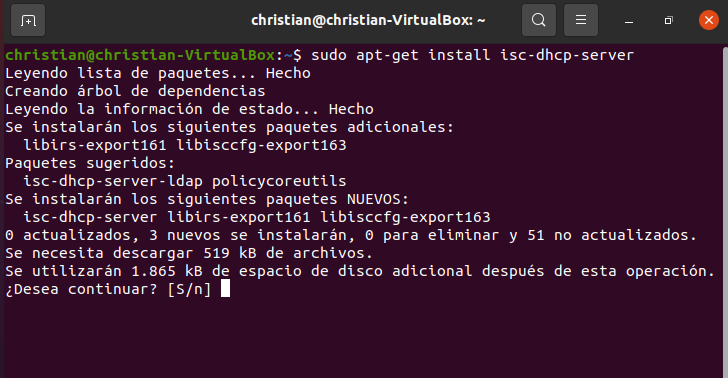 christian@christian-VirtualBox: ~
christian@christian-VirtualBox:~$ sudo apt-get install isc-dhcp-server
Leyendo lista de paquetes... Hecho
Creando árbol de dependencias
Leyendo la información de estado... Hecho
Se instalarán los siguientes paquetes adicionales:
  libirs-export161 libisccfg-export163
Paquetes sugeridos:
  isc-dhcp-server-ldap policycoreutils
Se instalarán los siguientes paquetes NUEVOS:
  isc-dhcp-server libirs-export161 libisccfg-export163
0 actualizados, 3 nuevos se instalarán, 0 para eliminar y 51 no actualizados.
Se necesita descargar 519 kB de archivos.
Se utilizarán 1.865 kB de espacio de disco adicional después de esta operación.
¿Desea continuar? [S/n]